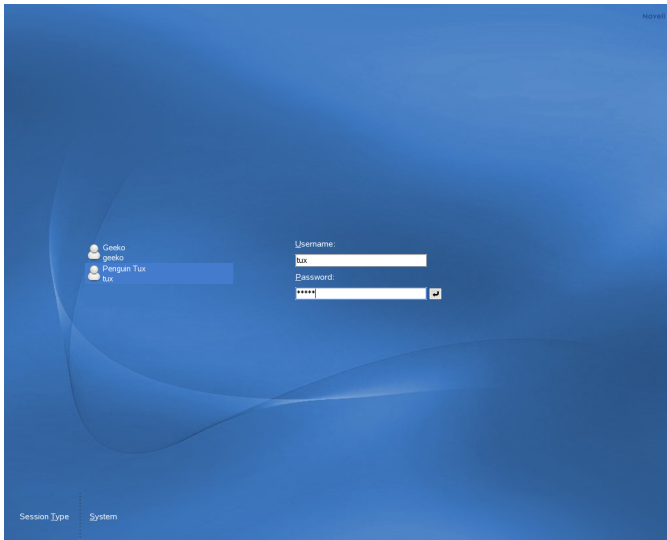 Novell
Geeko
geeko
Penguin Tux
tux
Username:
tux
Password:
*****
Session Type
System